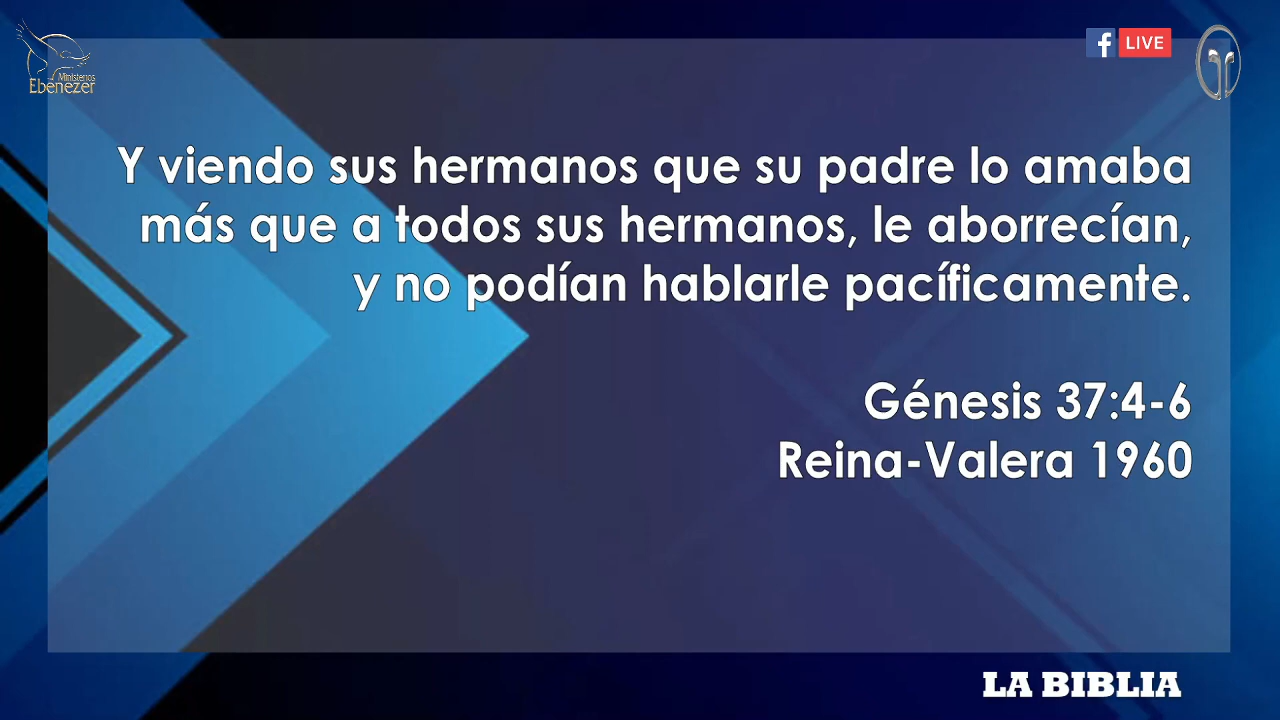 Ministerios
Ebenezer
f LIVE
Y viendo sus hermanos que su padre lo amaba
más que a todos sus hermanos, le aborrecían,
y no podían hablarle pacíficamente.
Génesis 37:4-6
Reina-Valera 1960
LA BIBLIA